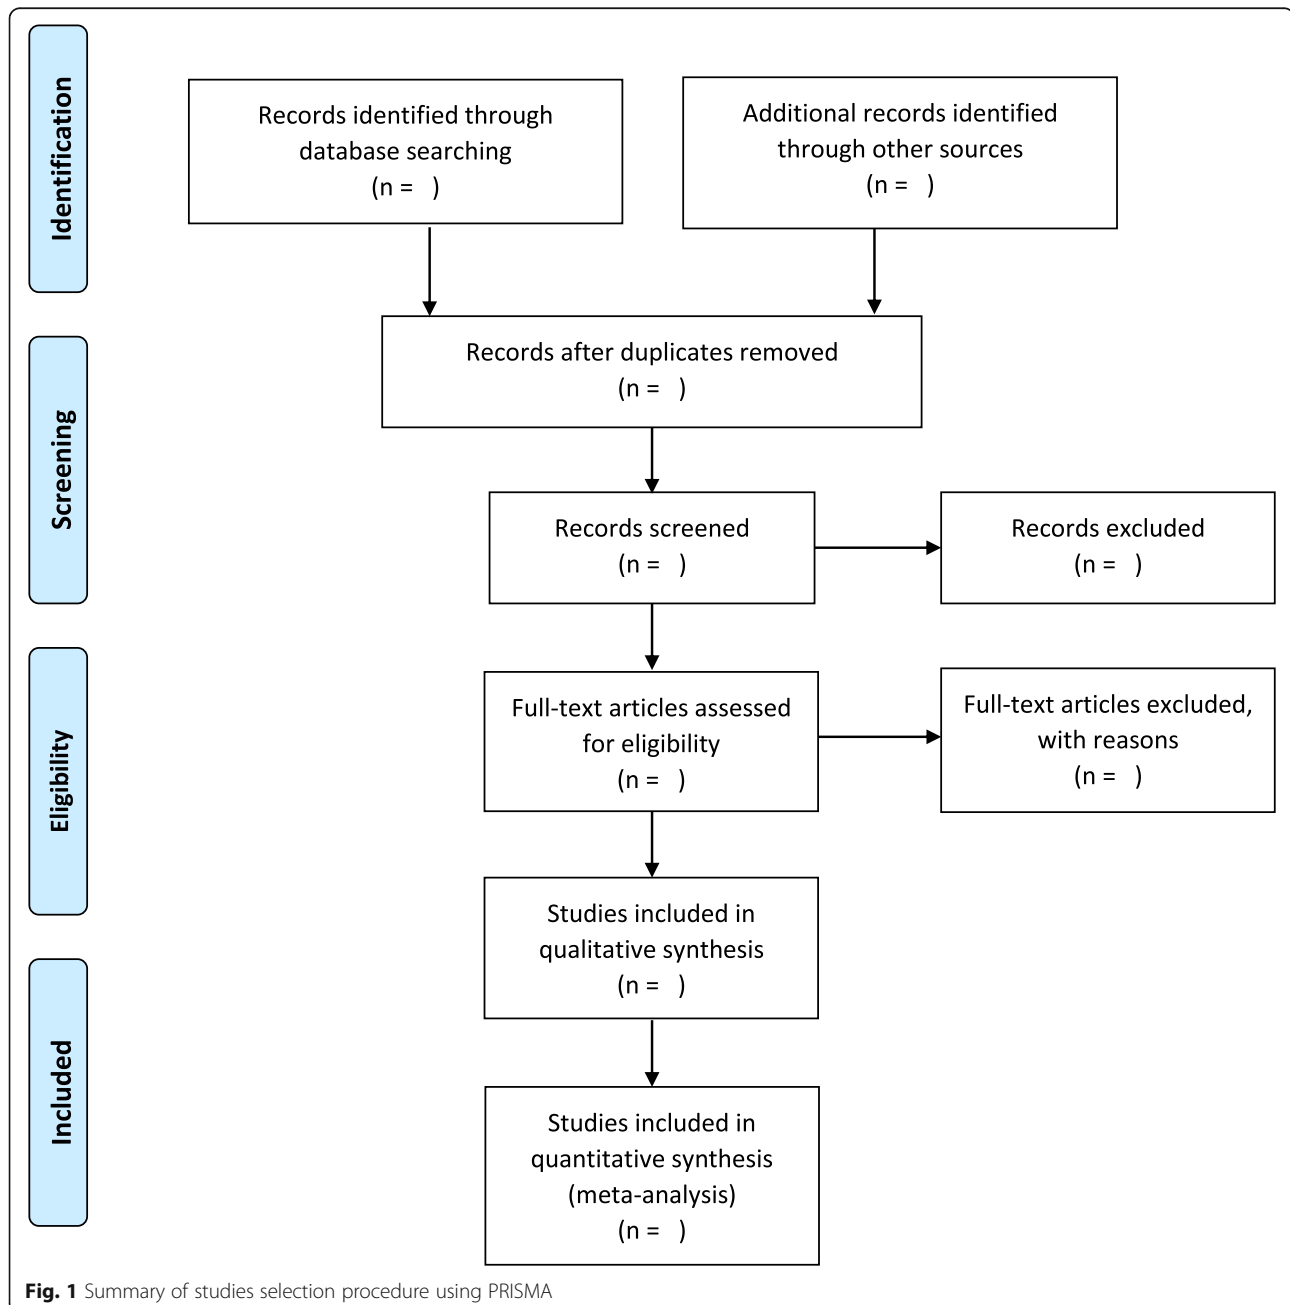 Identification
Records identified through
database searching
(n =   )
Additional records identified
through other sources
(n =   )
Screening
Records after duplicates removed
(n =   )
Records screened
(n =   )
Records excluded
(n =   )
Eligibility
Full-text articles assessed
for eligibility
(n =   )
Full-text articles excluded,
with reasons
(n =   )
Studies included in
qualitative synthesis
(n =   )
Included
Studies included in
quantitative synthesis
(meta-analysis)
(n =   )
Fig. 1 Summary of studies selection procedure using PRISMA